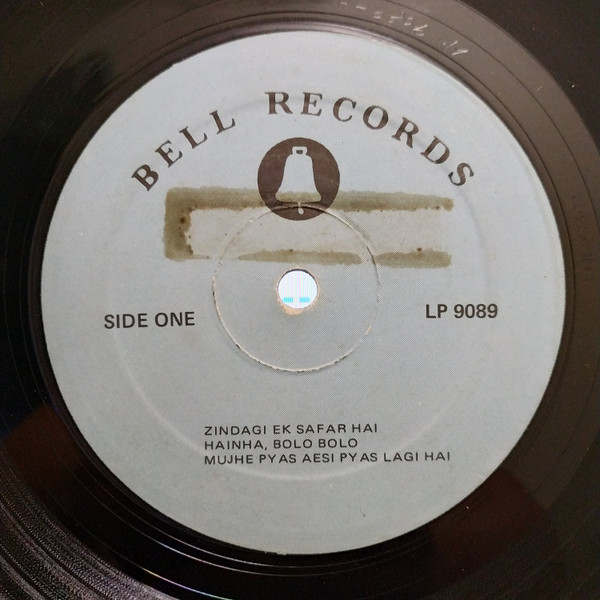 BELL RECORDS
SIDE ONE
LP 9089
ZINDAGI EK SAFAR HAI
HAINHA, BOLO BOLO
MUJHE PYAS AESI PYAS LAGI HAI